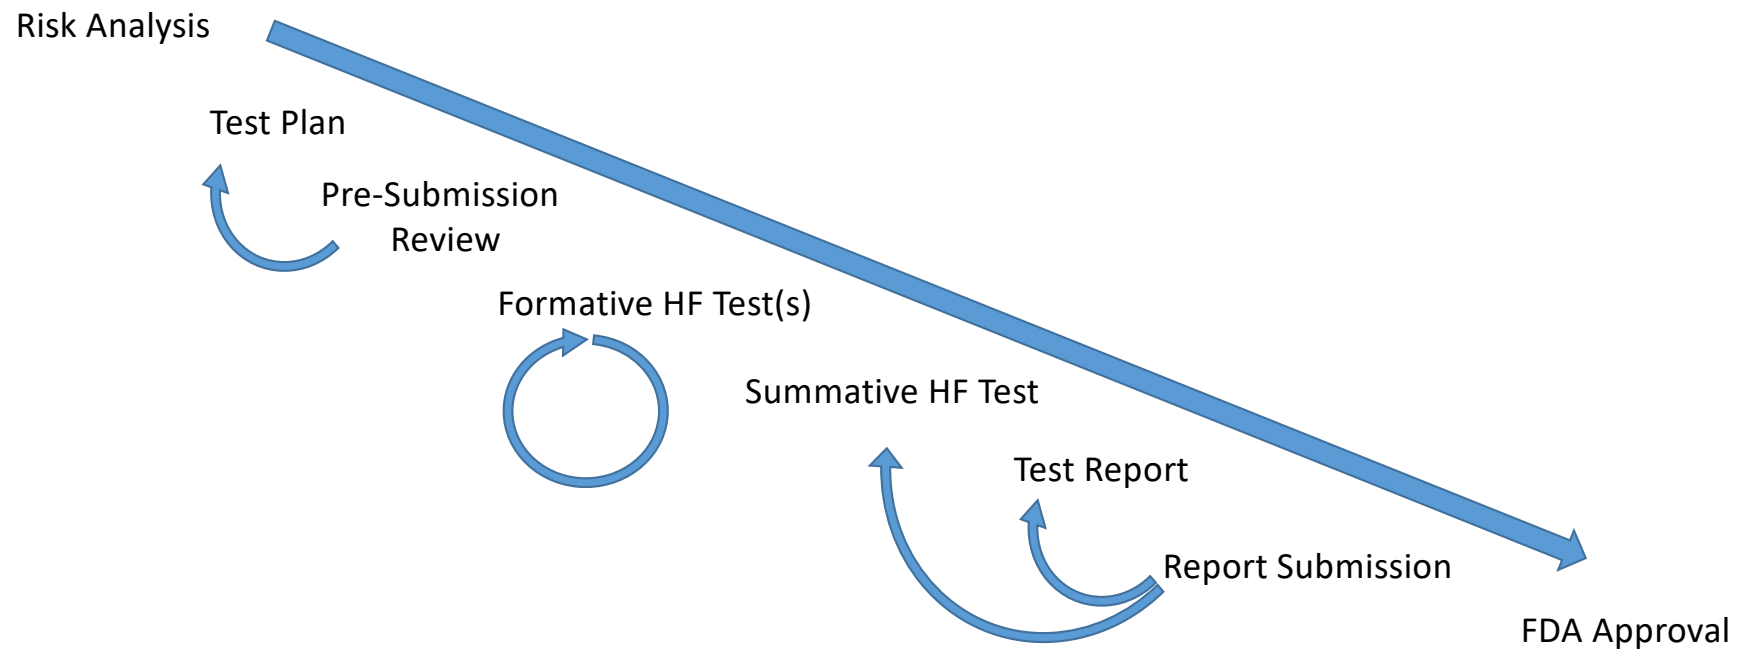 Risk Analysis
Test Plan
Pre-Submission
Review
Formative HF Test(s)
Summative HF Test
Test Report
Report Submission
FDA Approval